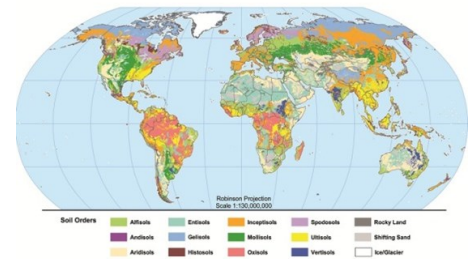 Robinson Projection
Scale 1:130,000,000
Soil Orders
Alfisols
Entisols
Inceptisols
Spodosols
Rocky Land
Andisols
Gelisols
Mollisols
Ultisols
Shifting Sand
Aridisols
Histosols
Oxisols
Vertisols
Ice/Glacier